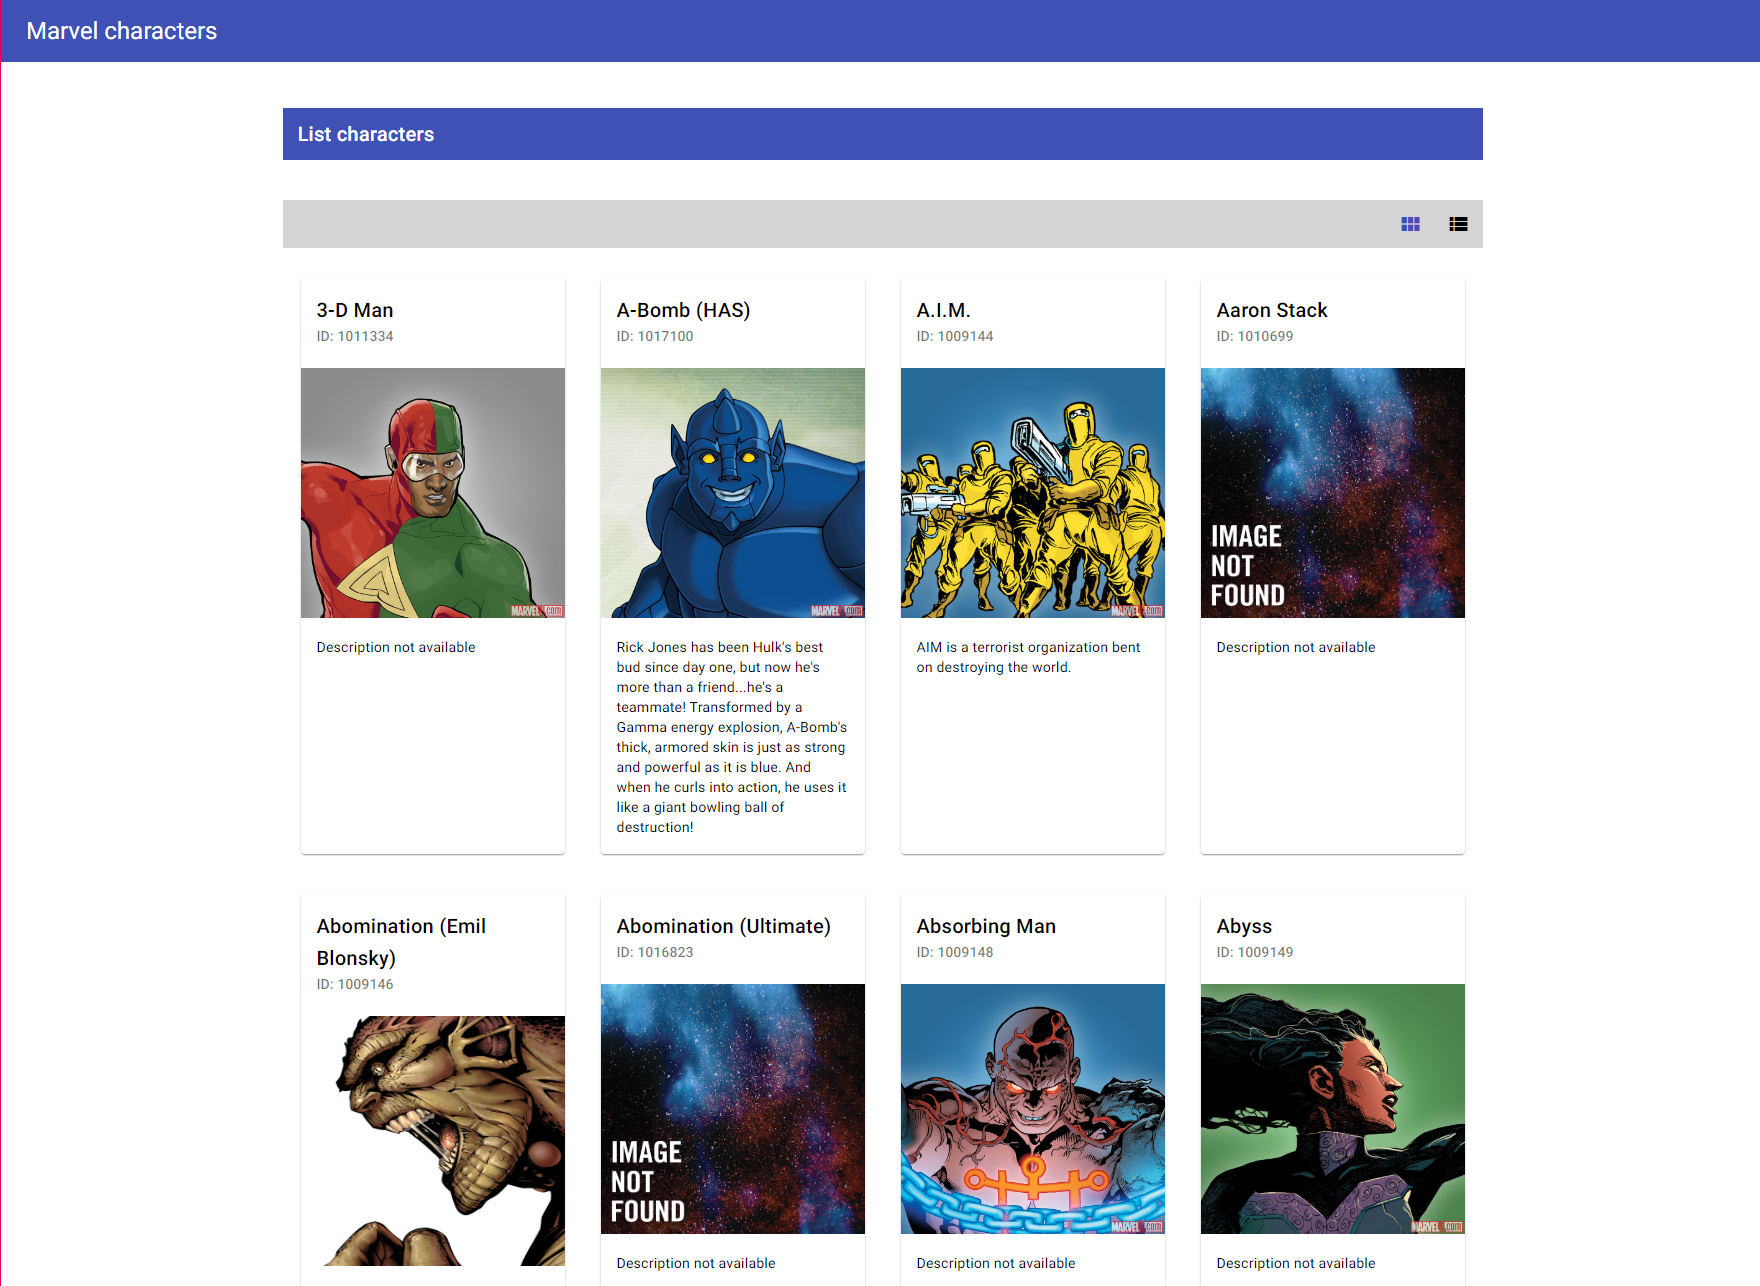 Marvel characters
List characters
3-D Man
ID: 1011334
MARVEL.com
Description not available
A-Bomb (HAS)
ID: 1017100
MARVEL.com
Rick Jones has been Hulk's best
bud since day one, but now he's
more than a friend...he's a
teammate! Transformed by a
Gamma energy explosion, A-Bomb's
thick, armored skin is just as strong
and powerful as it is blue. And
when he curls into action, he uses it
like a giant bowling ball of
destruction!
A.I.M.
ID: 1009144
MARVEL.com
AIM is a terrorist organization bent
on destroying the world.
Aaron Stack
ID: 1010699
IMAGE
NOT
FOUND
Description not available
Abomination (Emil
Blonsky)
ID: 1009146
Abomination (Ultimate)
ID: 1016823
IMAGE
NOT
FOUND
Description not available
Absorbing Man
ID: 1009148
MARVEL.com
Description not available
Abyss
ID: 1009149
MARVEL.com
Description not available